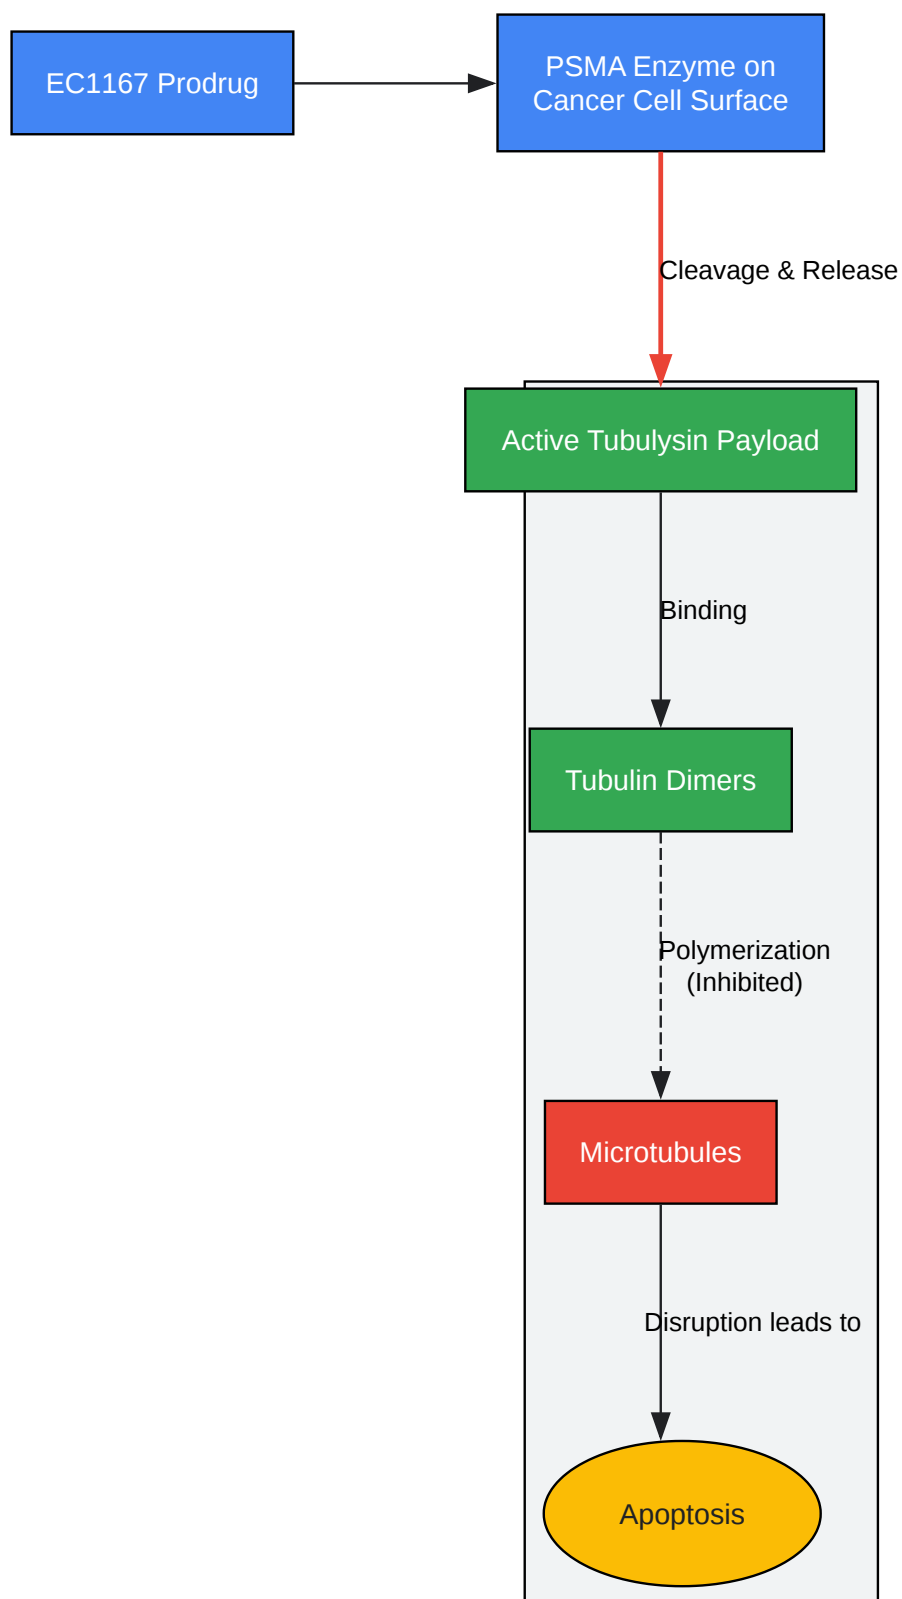 EC1167 Prodrug
PSMA Enzyme on
Cancer Cell Surface
Cleavage & Release
Active Tubulysin Payload
Binding
Tubulin Dimers
Polymerization
(Inhibited)
Microtubules
Disruption leads to
Apoptosis